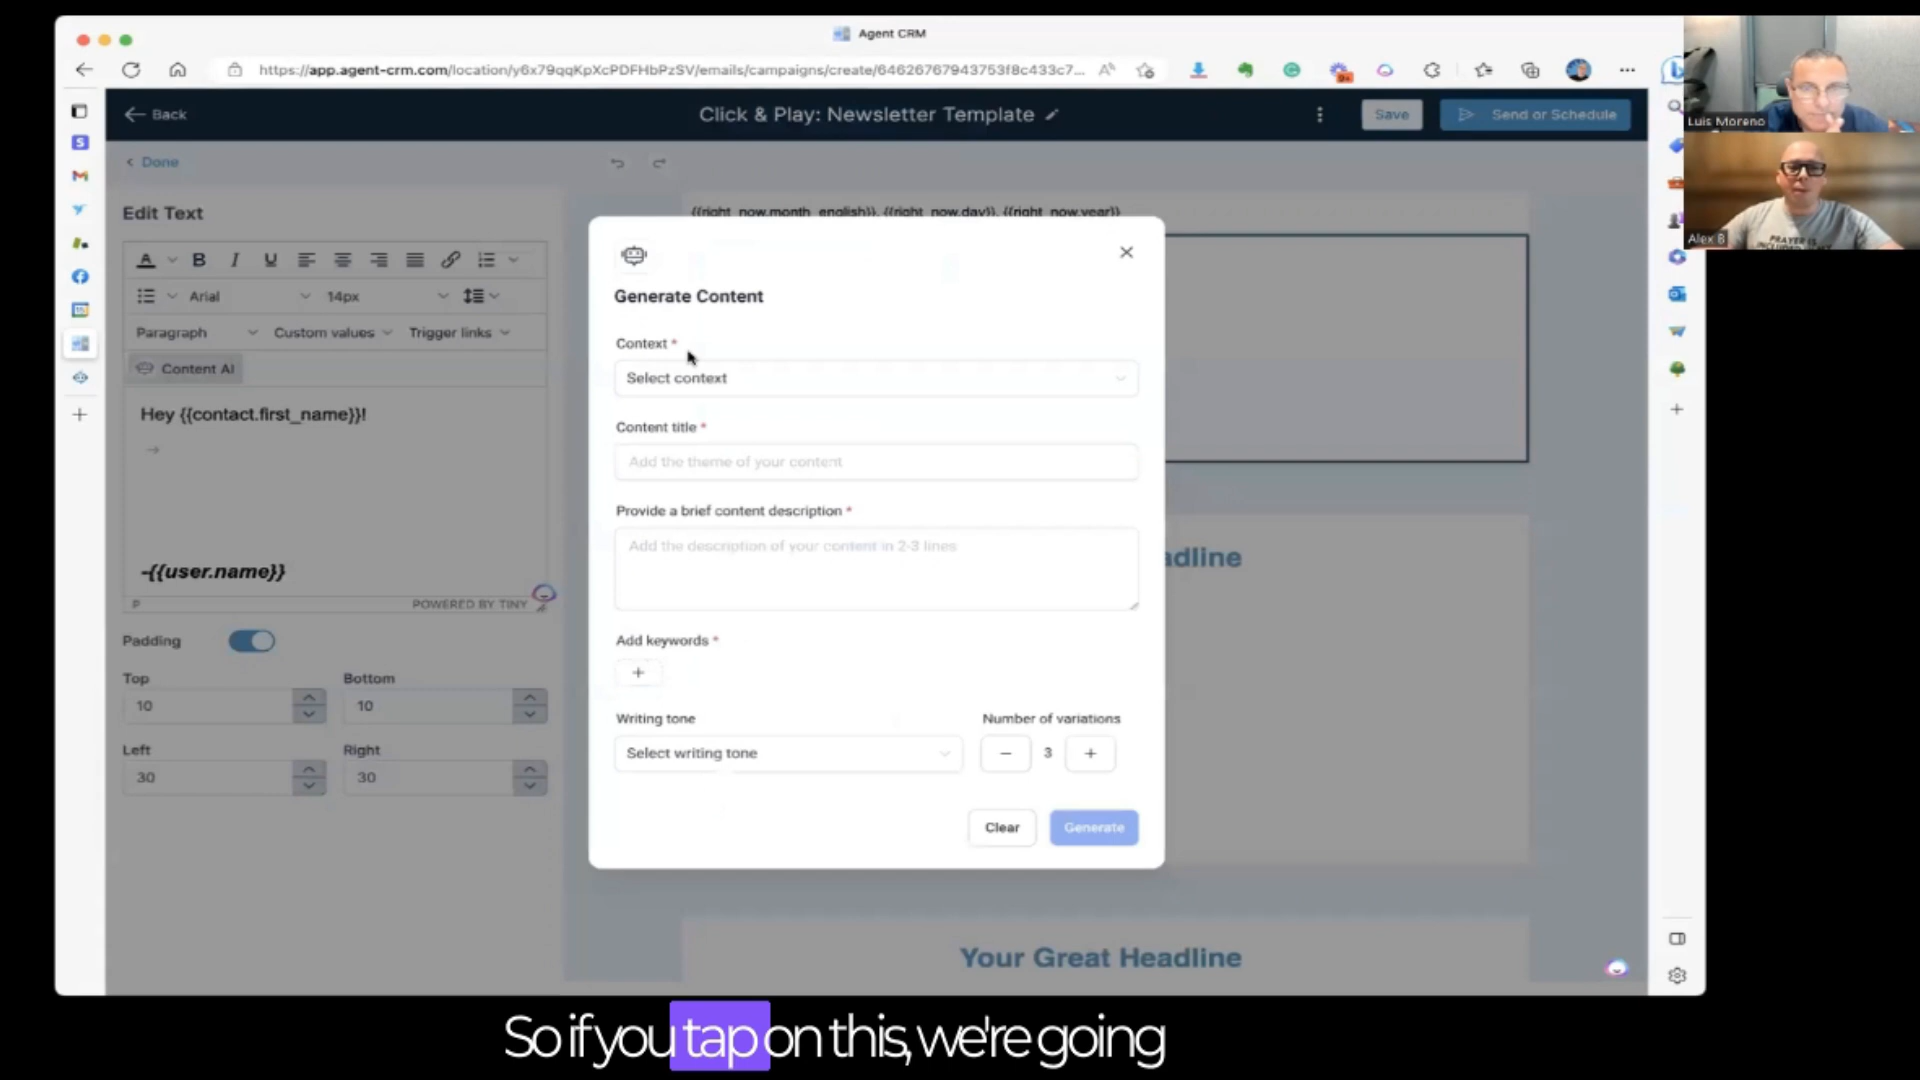 Agent CRM
https://app.agent-crm.com/location/y6x79qqKpXcPDFHbPzSV/emails/campaigns/create/64626767943753f8c433c7...
Back
Click & Play: Newsletter Template
Save
Send or Schedule
Luis Moreno
Done
Edit Text
{{right_now.month_english}}, {{right_now.day}}, {{right_now.year}}
Alex B
PRAYER IS
A B I U
Arial
14px
Paragraph
Custom values
Trigger links
Content AI
Hey {{contact.first_name}}!
-{{user.name}}
P
POWERED BY TINY
Padding
Top
Bottom
10
10
Left
Right
30
30
Generate Content
Context *
Select context
Content title *
Add the theme of your content
Provide a brief content description *
Add the description of your content in 2-3 lines
Add keywords *
+
Writing tone
Number of variations
Select writing tone
− 3 +
Clear
Generate
adline
Your Great Headline
So if you tap on this, we're going